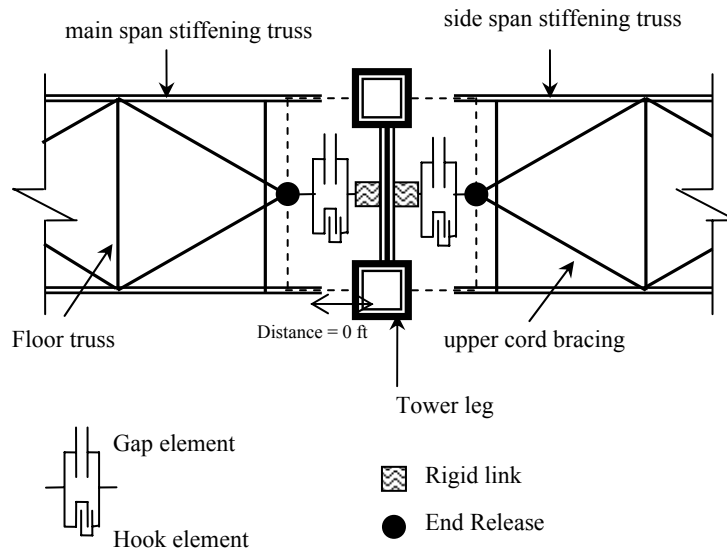 main span stiffening truss
side span stiffening truss
Floor truss
Distance = 0 ft
upper cord bracing
Tower leg
Gap element
Hook element
Rigid link
End Release